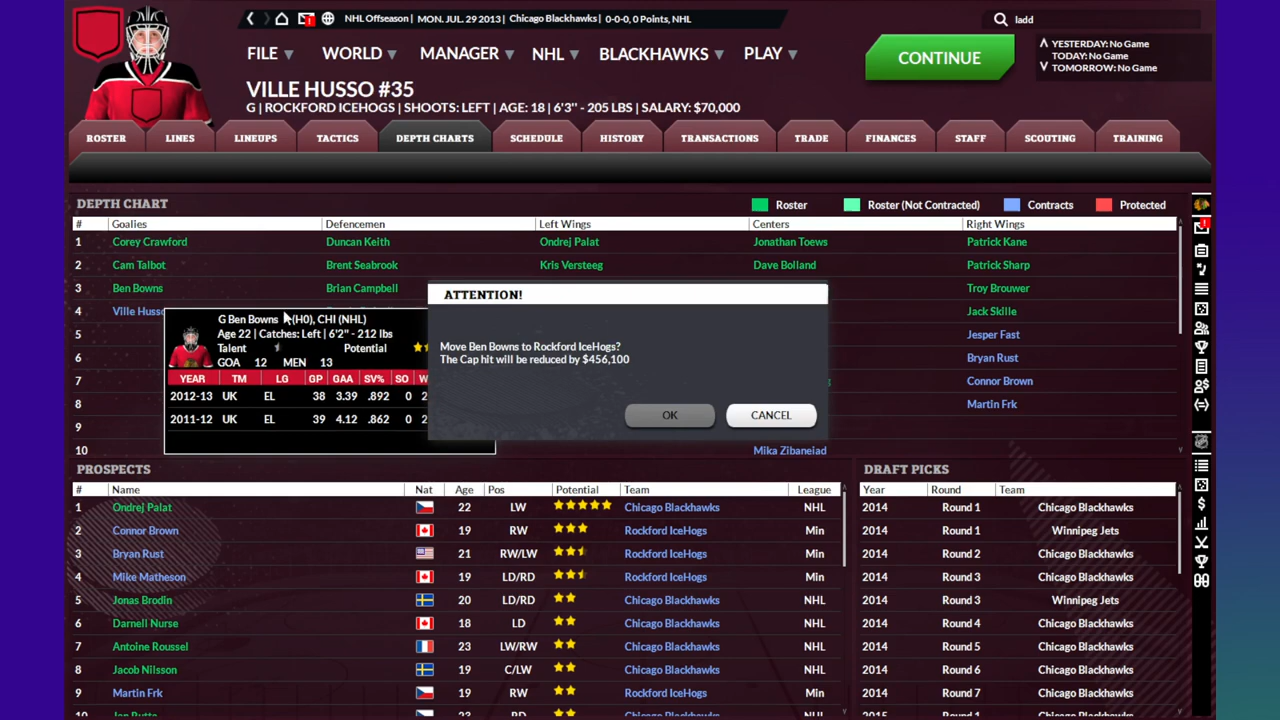 NHL Offseason | MON. JUL. 29 2013 | Chicago Blackhawks | 0-0-0, 0 Points, NHL
ladd
FILE WORLD MANAGER NHL BLACKHAWKS PLAY
CONTINUE
YESTERDAY: No Game
TODAY: No Game
TOMORROW: No Game
VILLE HUSSO #35
G | ROCKFORD ICEHOGS | SHOOTS: LEFT | AGE: 18 | 6'3" - 205 LBS | SALARY: $70,000
ROSTER LINES LINEUPS TACTICS DEPTH CHARTS SCHEDULE HISTORY TRANSACTIONS TRADE FINANCES STAFF SCOUTING TRAINING
DEPTH CHART
Roster Roster (Not Contracted) Contracts Protected
# Goalies Defencemen Left Wings Centers Right Wings
1 Corey Crawford Duncan Keith Ondrej Palat Jonathan Toews Patrick Kane
2 Cam Talbot Brent Seabrook Kris Versteeg Dave Bolland Patrick Sharp
3 Ben Bowns Brian Campbell Troy Brouwer
4 Ville Husso Jack Skille
5 Jesper Fast
6 Bryan Rust
7 Connor Brown
8 Martin Frk
9
10 Mika Zibanejad
G Ben Bowns (H0), CHI (NHL)
Age 22 | Catches: Left | 6'2" - 212 lbs
Talent Potential
GOA 12 MEN 13
YEAR TM LG GP GAA SV% SO W
2012-13 UK EL 38 3.39 .892 0 2
2011-12 UK EL 39 4.12 .862 0 2
ATTENTION!
Move Ben Bowns to Rockford IceHogs?
The Cap hit will be reduced by $456,100
OK CANCEL
PROSPECTS
# Name Nat Age Pos Potential Team League
1 Ondrej Palat 22 LW Chicago Blackhawks NHL
2 Connor Brown 19 RW Rockford IceHogs Min
3 Bryan Rust 21 RW/LW Rockford IceHogs Min
4 Mike Matheson 19 LD/RD Rockford IceHogs Min
5 Jonas Brodin 20 LD/RD Chicago Blackhawks NHL
6 Darnell Nurse 18 LD Chicago Blackhawks NHL
7 Antoine Roussel 23 LW/RW Chicago Blackhawks NHL
8 Jacob Nilsson 19 C/LW Chicago Blackhawks NHL
9 Martin Frk 19 RW Rockford IceHogs Min
DRAFT PICKS
Year Round Team
2014 Round 1 Chicago Blackhawks
2014 Round 1 Winnipeg Jets
2014 Round 2 Chicago Blackhawks
2014 Round 3 Chicago Blackhawks
2014 Round 3 Winnipeg Jets
2014 Round 4 Chicago Blackhawks
2014 Round 5 Chicago Blackhawks
2014 Round 6 Chicago Blackhawks
2014 Round 7 Chicago Blackhawks